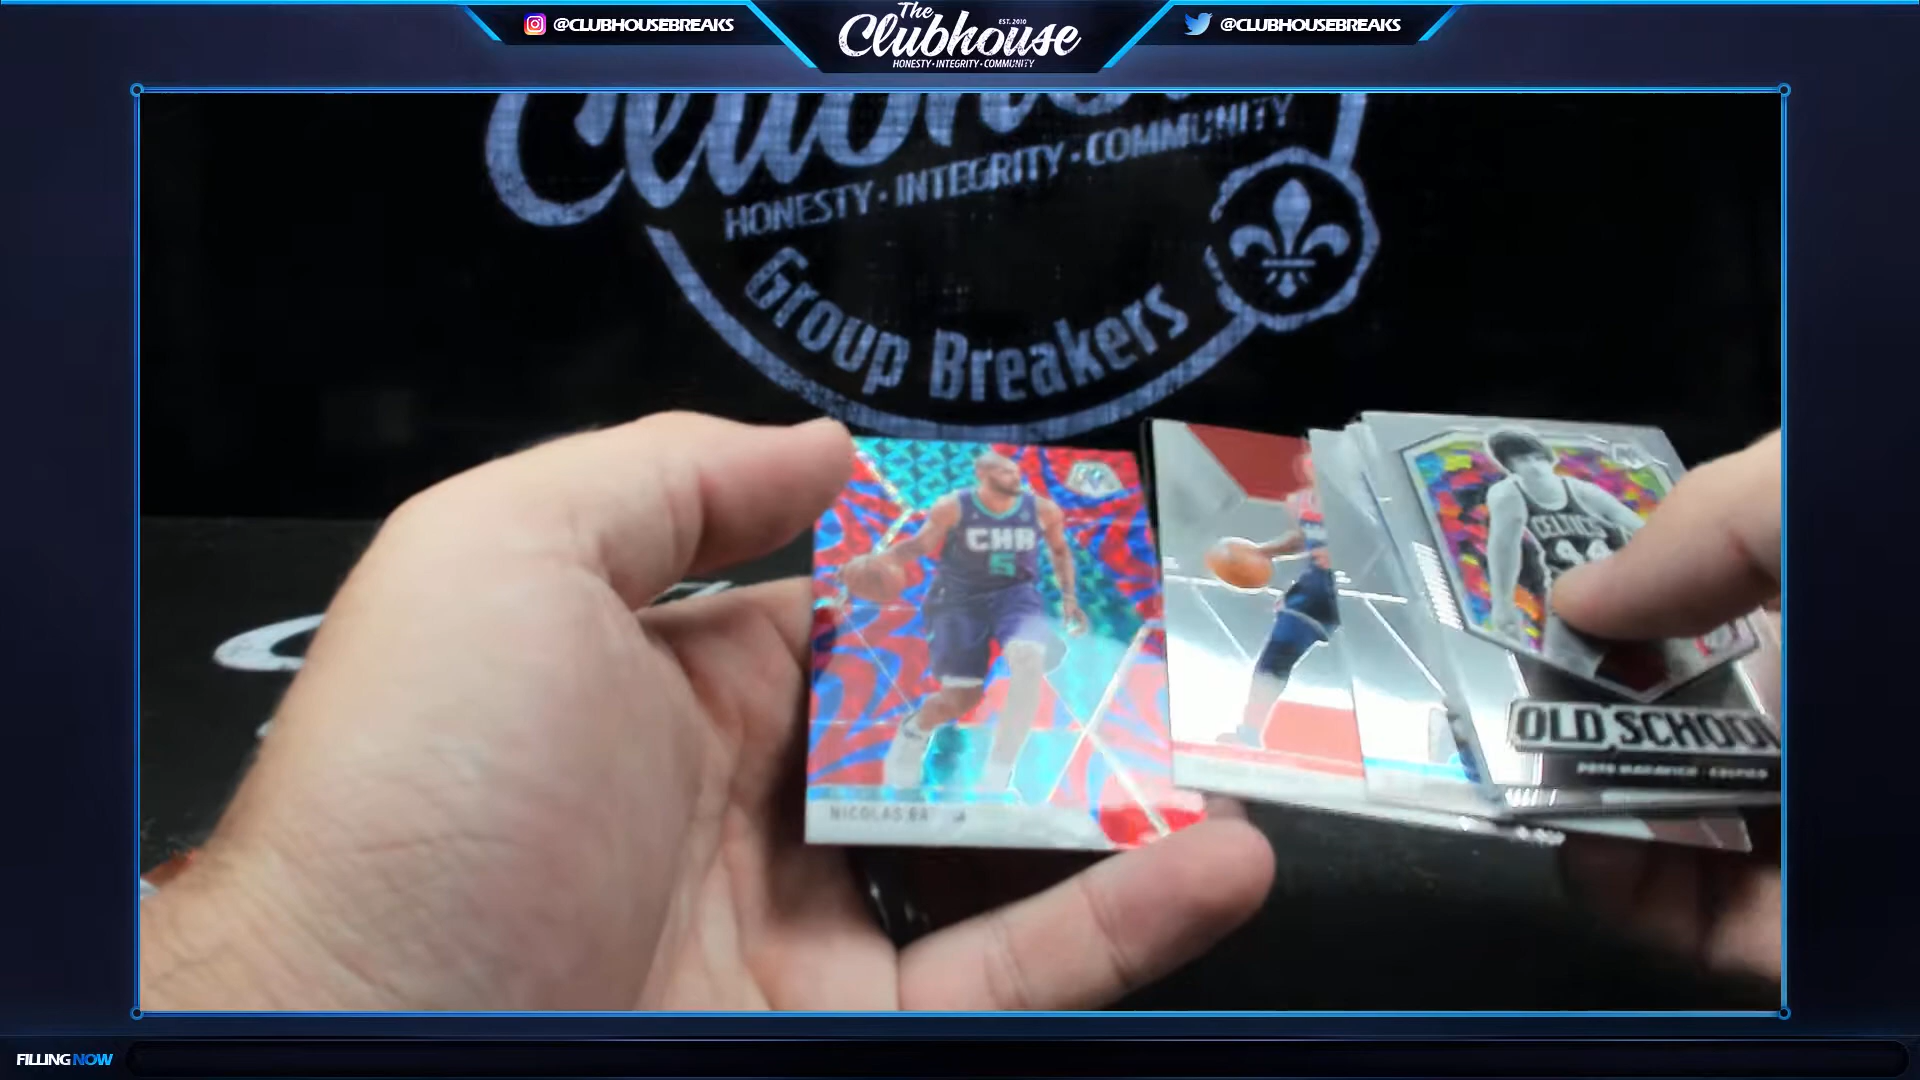 @CLUBHOUSEBREAKS
The
EST. 2010
Clubhouse
HONESTY • INTEGRITY • COMMUNITY
@CLUBHOUSEBREAKS
HONESTY • INTEGRITY • COMMUNITY
Group Breakers
CHA
5
NICOLAS
CELTICS
44
OLD SCHOOL
FILLING NOW